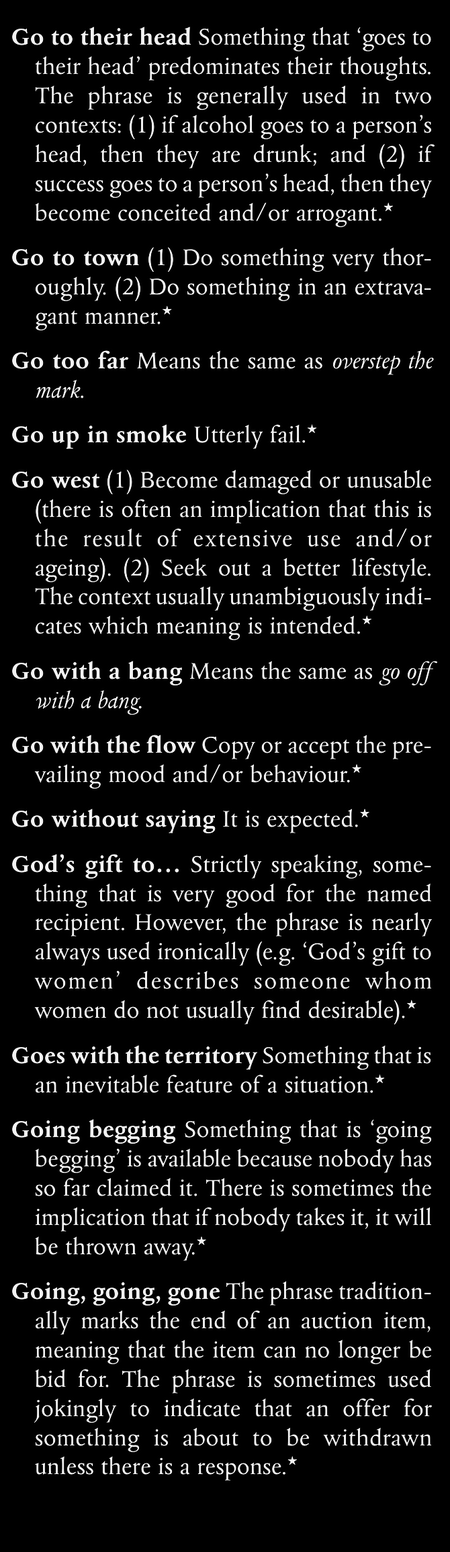 Go to their head Something that ‘goes to
their head’ predominates their thoughts.
The phrase is generally used in two
contexts: (1) if alcohol goes to a person’s
head, then they are drunk; and (2) if
success goes to a person’s head, then they
become conceited and/or arrogant.★
Go to town (1) Do something very thor-
oughly. (2) Do something in an extrava-
gant manner.★
Go too far Means the same as overstep the
mark.
Go up in smoke Utterly fail.★
Go west (1) Become damaged or unusable
(there is often an implication that this is
the result of extensive use and/or
ageing). (2) Seek out a better lifestyle.
The context usually unambiguously indi-
cates which meaning is intended.★
Go with a bang Means the same as go off
with a bang.
Go with the flow Copy or accept the pre-
vailing mood and/or behaviour.★
Go without saying It is expected.★
God’s gift to… Strictly speaking, some-
thing that is very good for the named
recipient. However, the phrase is nearly
always used ironically (e.g. ‘God’s gift to
women’ describes someone whom
women do not usually find desirable).★
Goes with the territory Something that is
an inevitable feature of a situation.★
Going begging Something that is ‘going
begging’ is available because nobody has
so far claimed it. There is sometimes the
implication that if nobody takes it, it will
be thrown away.★
Going, going, gone The phrase tradition-
ally marks the end of an auction item,
meaning that the item can no longer be
bid for. The phrase is sometimes used
jokingly to indicate that an offer for
something is about to be withdrawn
unless there is a response.★